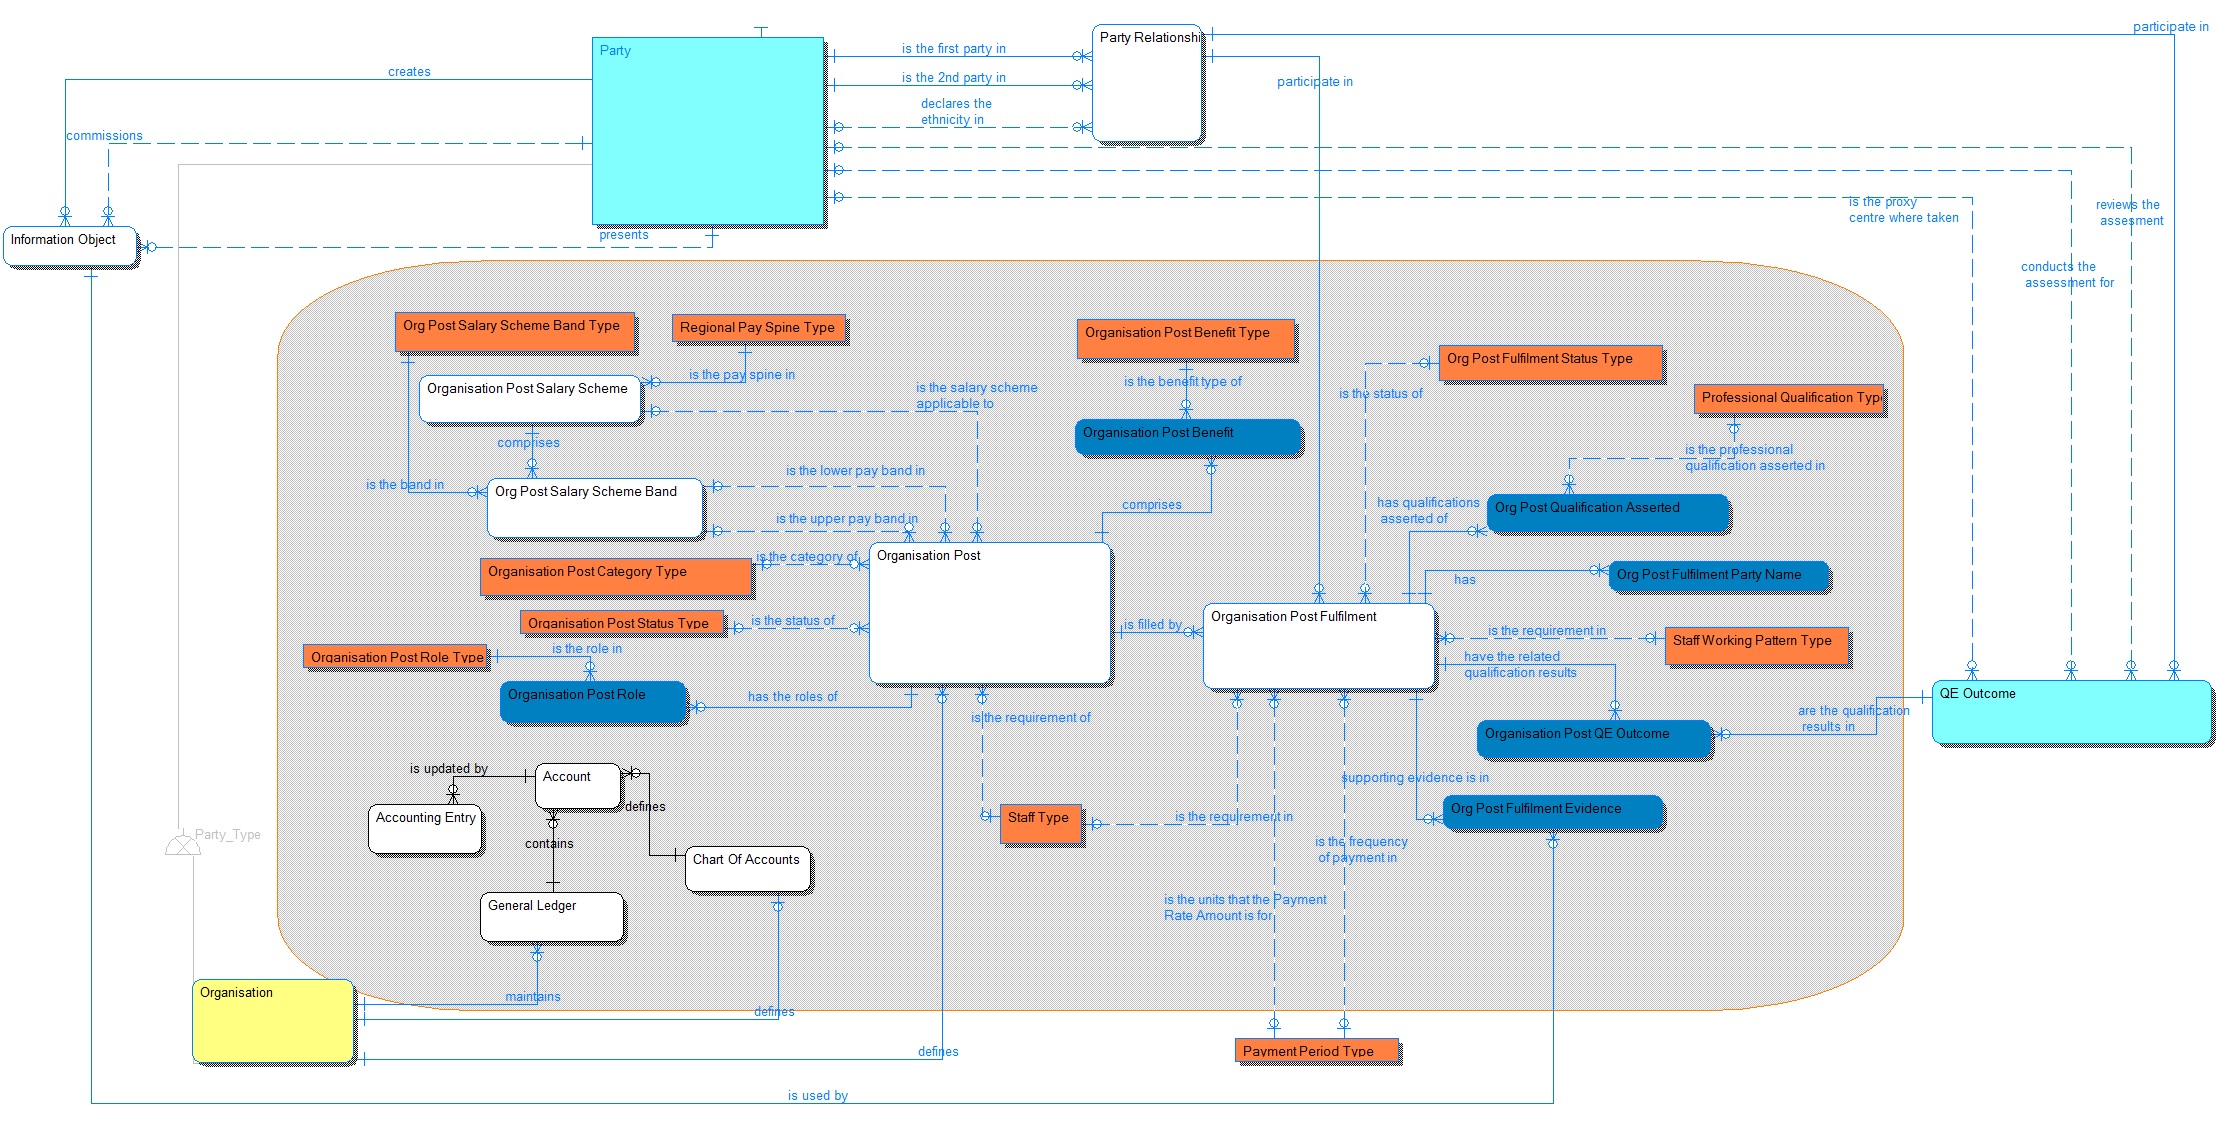 participate in
Party
Party Relationshi
is the first party in
creates
is the 2nd party in
participate in
declares the
ethnicity in
commissions
is the proxy
centre where taken
reviews the
assesment
Information Object
presents
conducts the
assessment for
Org Post Salary Scheme Band Type
Regional Pay Spine Type
Organisation Post Benefit Type
Org Post Fulfilment Status Type
is the pay spine in
is the benefit type of
Organisation Post Salary Scheme
is the salary scheme
applicable to
is the status of
Professional Qualification Typ
Organisation Post Benefit
comprises
is the professional
qualification asserted in
is the lower pay band in
is the band in
Org Post Salary Scheme Band
comprises
has qualifications
asserted of
Org Post Qualification Asserted
is the upper pay band in
is the category of
Organisation Post
Organisation Post Category Type
has
Org Post Fulfilment Party Name
Organisation Post Status Type
is the status of
is filled by
Organisation Post Fulfilment
is the requirement in
Staff Working Pattern Type
Organisation Post Role Type
is the role in
have the related
qualification results
Organisation Post Role
has the roles of
QE Outcome
is the requirement of
are the qualification
results in
Organisation Post QE Outcome
is updated by
Account
supporting evidence is in
defines
Accounting Entry
Staff Type
is the requirement in
Org Post Fulfilment Evidence
Party_Type
contains
is the frequency
of payment in
Chart Of Accounts
General Ledger
is the units that the Payment
Rate Amount is for
Organisation
maintains
defines
defines
Payment Period Type
is used by